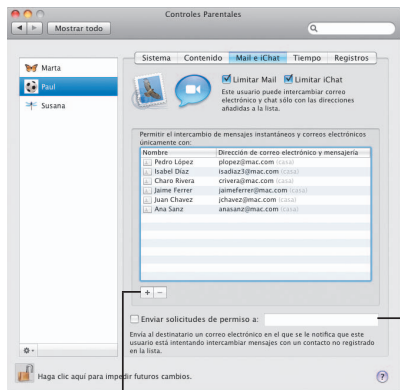 Controles Parentales
Mostrar todo
Sistema Contenido Mail e iChat Tiempo Registros
Marta
Paul
Susana
Limitar Mail Limitar iChat
Este usuario puede intercambiar correo
electrónico y chat sólo con las direcciones
añadidas a la lista.
Permitir el intercambio de mensajes instantáneos y correos electrónicos
únicamente con:
Nombre Dirección de correo electrónico y mensajería
Pedro López plopez@mac.com (casa)
Isabel Díaz isadiaz3@mac.com (casa)
Charo Rivera crivera@mac.com (casa)
Jaime Ferrer jaimeferrer@mac.com (casa)
Juan Chavez jchavez@mac.com (casa)
Ana Sanz anasanz@mac.com (casa)
+ −
Enviar solicitudes de permiso a:
Envía al destinatario un correo electrónico en el que se notifica que este
usuario está intentando intercambiar mensajes con un contacto no registrado
en la lista.
Haga clic aquí para impedir futuros cambios.
?